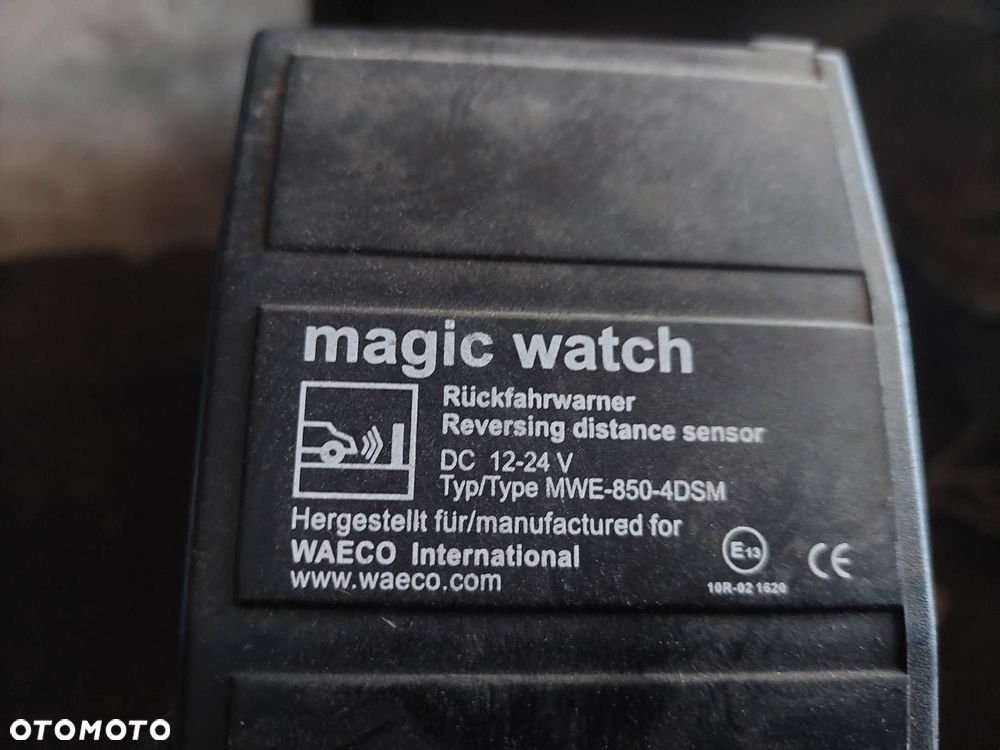 magic watch
Rückfahrwarner
Reversing distance sensor
DC 12-24 V
Typ/Type MWE-850-4DSM
Hergestellt für/manufactured for
WAECO International
www.waeco.com
E13
CE
10R-02 1620
OTOMOTO